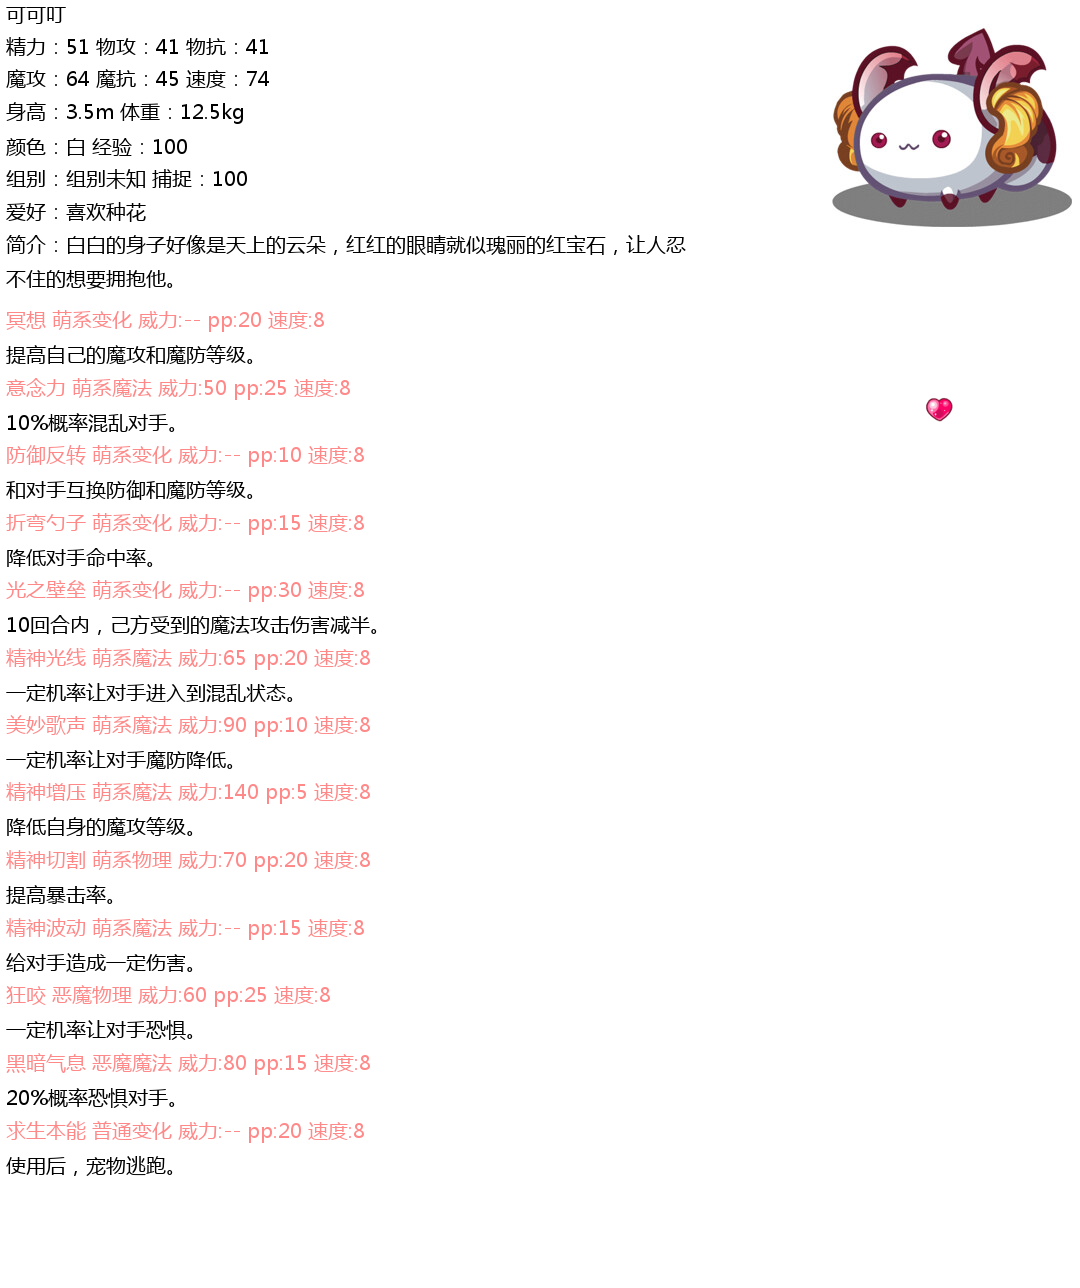 可可叮
精力：51 物攻：41 物抗：41
魔攻：64 魔抗：45 速度：74
身高：3.5m 体重：12.5kg
颜色：白 经验：100
组别：组别未知 捕捉：100
爱好：喜欢种花
简介：白白的身子好像是天上的云朵，红红的眼睛就似瑰丽的红宝石，让人忍
不住的想要拥抱他。
冥想 萌系变化 威力:-- pp:20 速度:8
提高自己的魔攻和魔防等级。
意念力 萌系魔法 威力:50 pp:25 速度:8
10%概率混乱对手。
防御反转 萌系变化 威力:-- pp:10 速度:8
和对手互换防御和魔防等级。
折弯勺子 萌系变化 威力:-- pp:15 速度:8
降低对手命中率。
光之壁垒 萌系变化 威力:-- pp:30 速度:8
10回合内，己方受到的魔法攻击伤害减半。
精神光线 萌系魔法 威力:65 pp:20 速度:8
一定机率让对手进入到混乱状态。
美妙歌声 萌系魔法 威力:90 pp:10 速度:8
一定机率让对手魔防降低。
精神增压 萌系魔法 威力:140 pp:5 速度:8
降低自身的魔攻等级。
精神切割 萌系物理 威力:70 pp:20 速度:8
提高暴击率。
精神波动 萌系魔法 威力:-- pp:15 速度:8
给对手造成一定伤害。
狂咬 恶魔物理 威力:60 pp:25 速度:8
一定机率让对手恐惧。
黑暗气息 恶魔魔法 威力:80 pp:15 速度:8
20%概率恐惧对手。
求生本能 普通变化 威力:-- pp:20 速度:8
使用后，宠物逃跑。